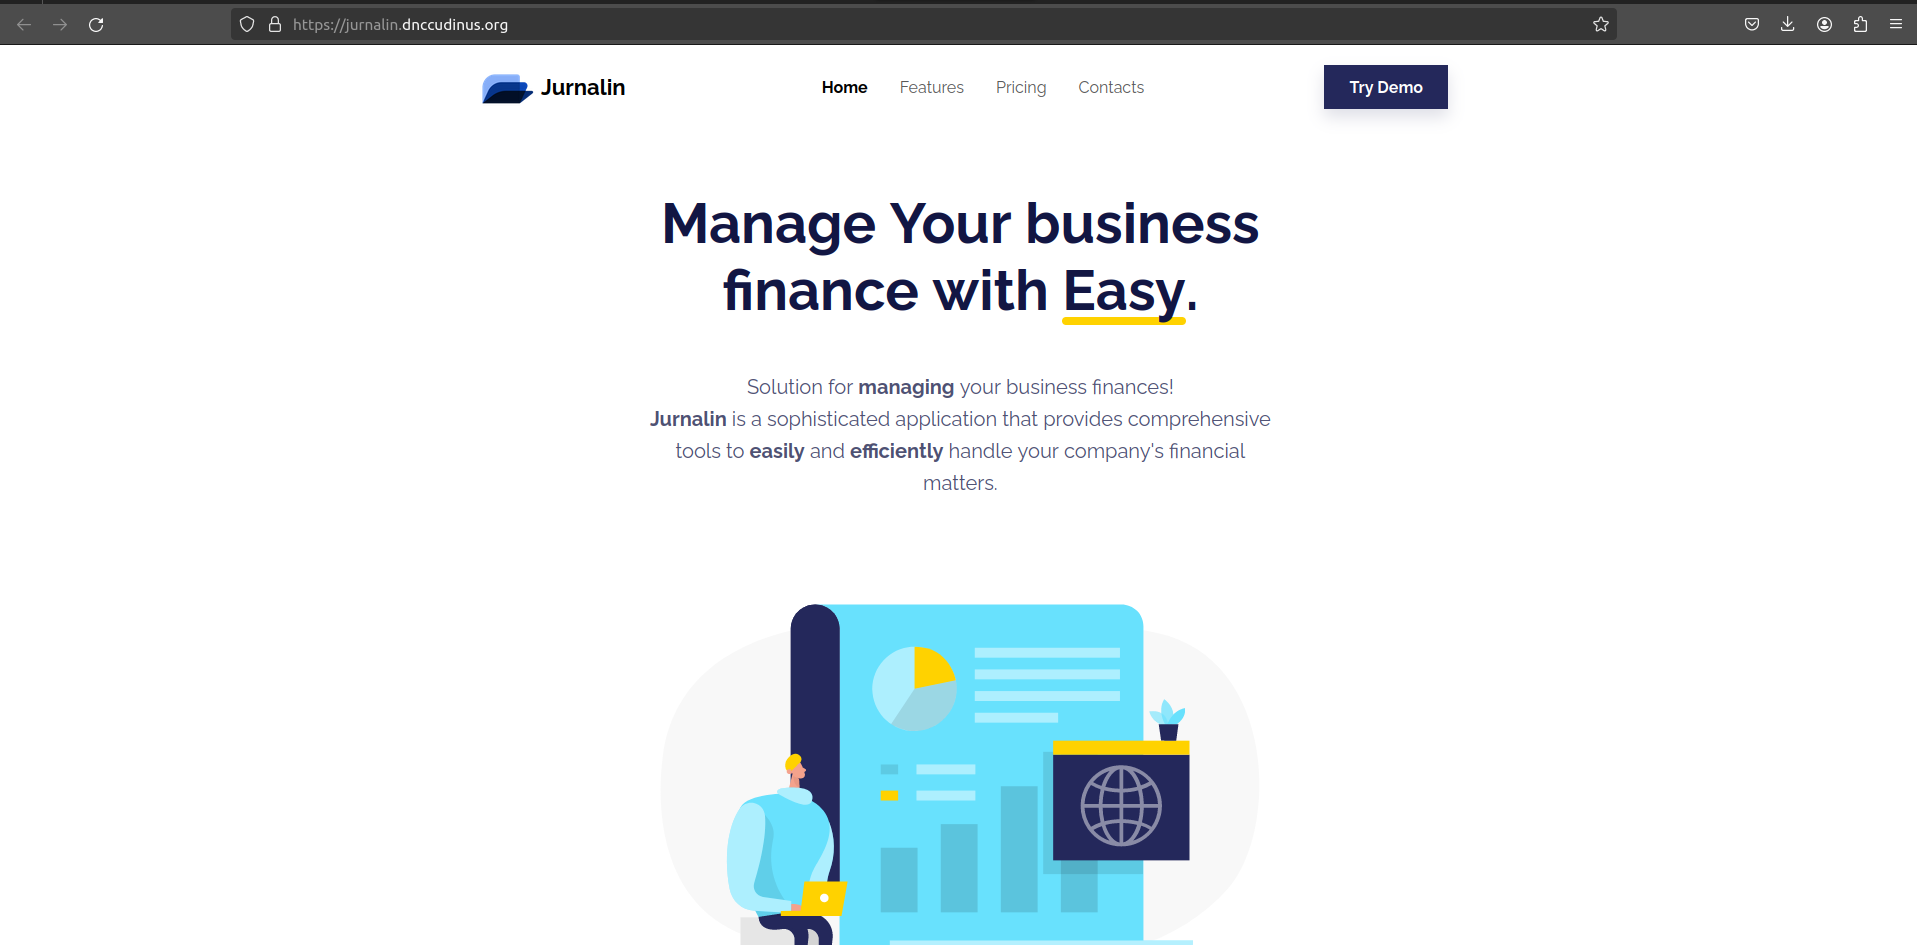 https://jurnalin.dnccudinus.org
Jurnalin
Home Features Pricing Contacts
Try Demo
Manage Your business
finance with Easy.
Solution for managing your business finances!
Jurnalin is a sophisticated application that provides comprehensive
tools to easily and efficiently handle your company's financial
matters.